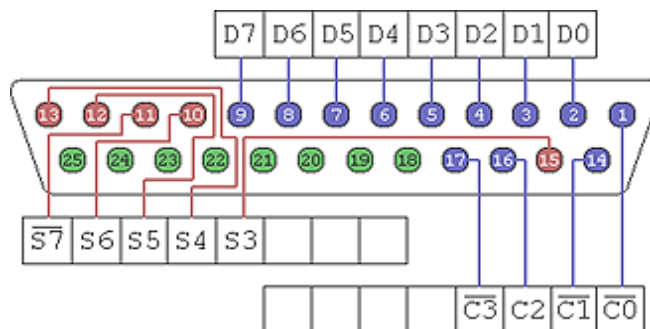 D7 D6 D5 D4 D3 D2 D1 D0
13 12 11 10 9 8 7 6 5 4 3 2 1
25 24 23 22 21 20 19 18 17 16 15 14
S̅7̅ S6 S5 S4 S3
C̅3̅ C2 C̅1̅ C̅0̅